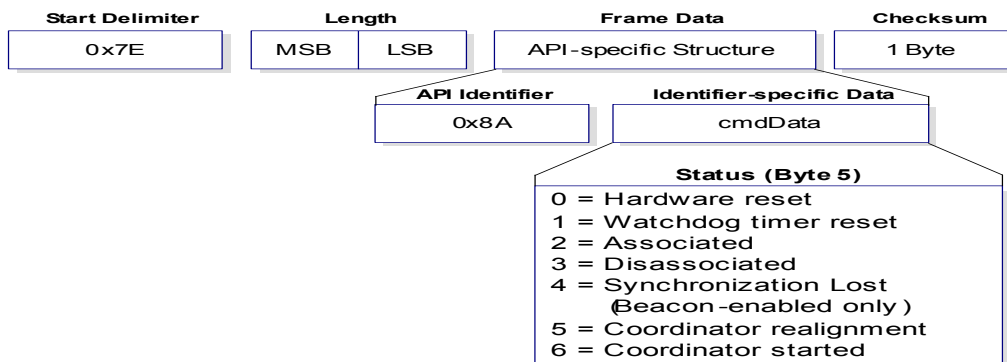 Start Delimiter Length Frame Data Checksum
0x7E MSB LSB API-specific Structure 1 Byte
API Identifier Identifier-specific Data
0x8A cmdData
Status (Byte 5)
0 = Hardware reset
1 = Watchdog timer reset
2 = Associated
3 = Disassociated
4 = Synchronization Lost
(Beacon-enabled only)
5 = Coordinator realignment
6 = Coordinator started